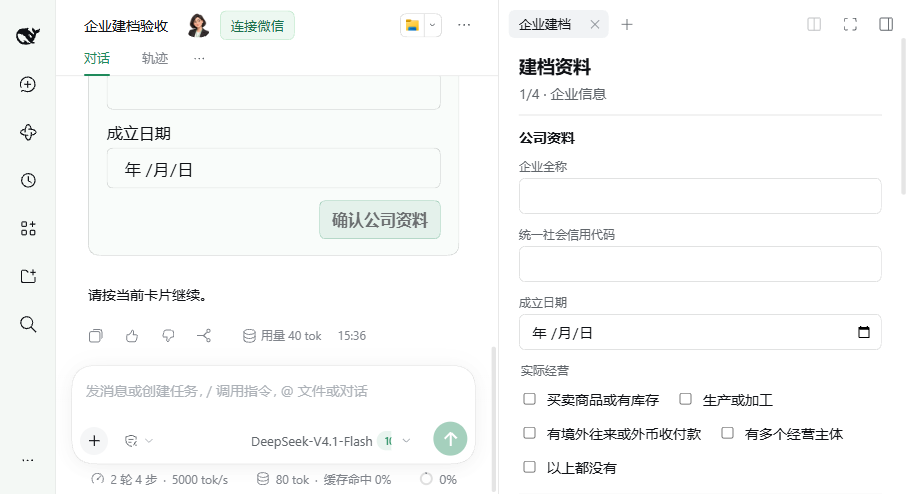 企业建档验收
连接微信
对话
轨迹
...
成立日期
年 /月/日
确认公司资料
请按当前卡片继续。
用量 40 tok
15:36
发消息或创建任务, / 调用指令, @ 文件或对话
DeepSeek-V4.1-Flash
2 轮 4 步 · 5000 tok/s
80 tok · 缓存命中 0%
0%
企业建档
建档资料
1/4 · 企业信息
公司资料
企业全称
统一社会信用代码
成立日期
年 /月/日
实际经营
买卖商品或有库存
生产或加工
有境外往来或外币收付款
有多个经营主体
以上都没有